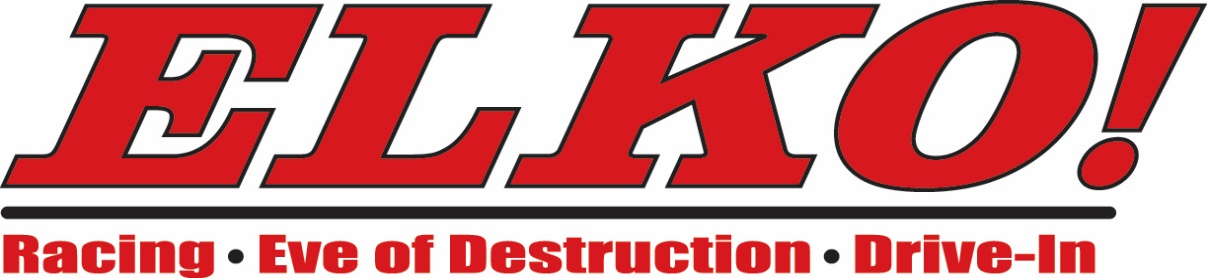 ELKO!
Racing • Eve of Destruction • Drive-In